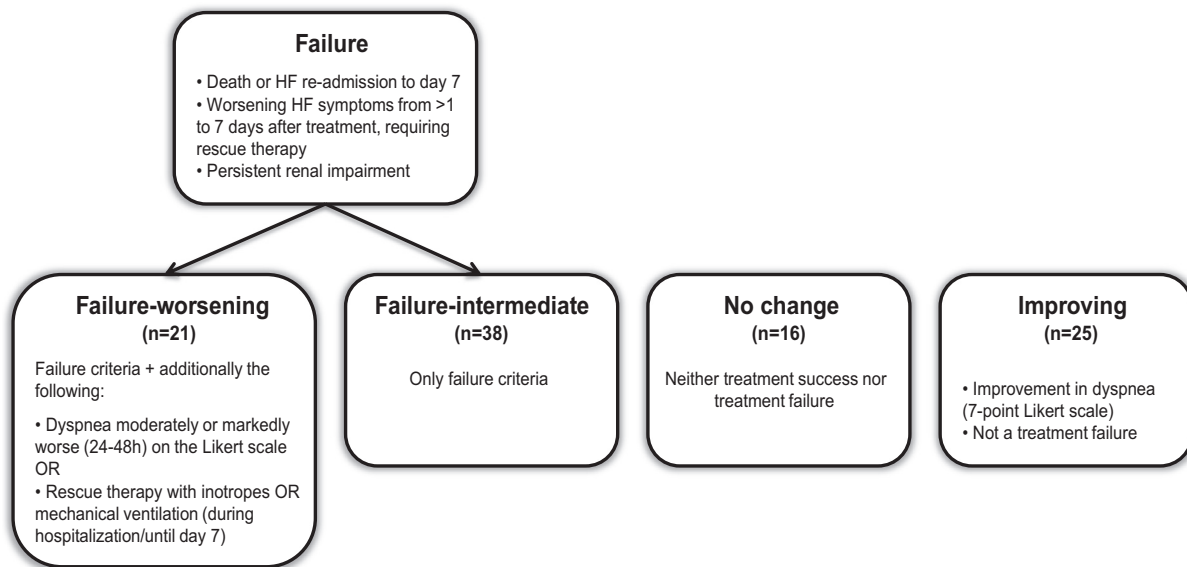 Failure
• Death or HF re-admission to day 7
• Worsening HF symptoms from >1
to 7 days after treatment, requiring
rescue therapy
• Persistent renal impairment
Failure-worsening
(n=21)
Failure criteria + additionally the
following:
• Dyspnea moderately or markedly
worse (24-48h) on the Likert scale
OR
• Rescue therapy with inotropes OR
mechanical ventilation (during
hospitalization/until day 7)
Failure-intermediate
(n=38)
Only failure criteria
No change
(n=16)
Neither treatment success nor
treatment failure
Improving
(n=25)
• Improvement in dyspnea
(7-point Likert scale)
• Not a treatment failure